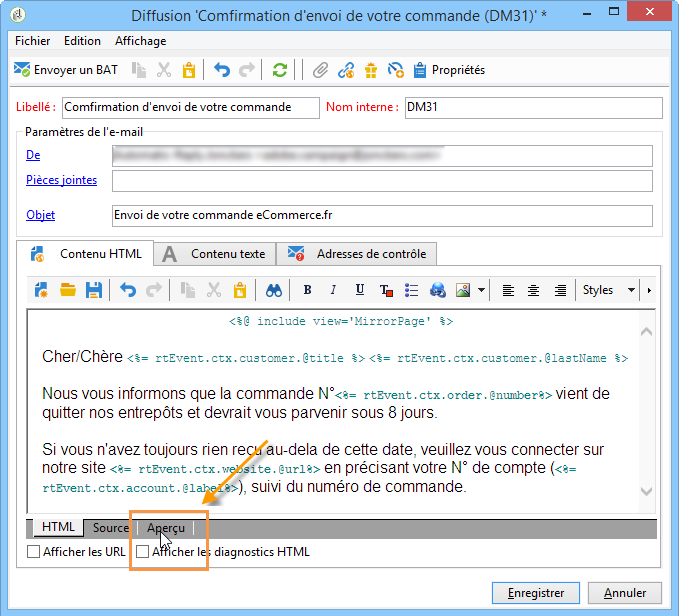 Diffusion 'Comfirmation d'envoi de votre commande (DM31)' *
Fichier Edition Affichage
Envoyer un BAT Propriétés
Libellé : Comfirmation d'envoi de votre commande Nom interne : DM31
Paramètres de l'e-mail
De
Pièces jointes
Objet Envoi de votre commande eCommerce.fr
Contenu HTML Contenu texte Adresses de contrôle
B I U T Styles
<%@ include view='MirrorPage' %>
Cher/Chère <%= rtEvent.ctx.customer.@title %> <%= rtEvent.ctx.customer.@lastName %>
Nous vous informons que la commande N°<%= rtEvent.ctx.order.@number%> vient de
quitter nos entrepôts et devrait vous parvenir sous 8 jours.
Si vous n'avez toujours rien reçu au-dela de cette date, veuillez vous connecter sur
notre site <%= rtEvent.ctx.website.@url%> en précisant votre N° de compte (<%=
rtEvent.ctx.account.@label%>), suivi du numéro de commande.
HTML Source Aperçu
Afficher les URL Afficher les diagnostics HTML
Enregistrer Annuler